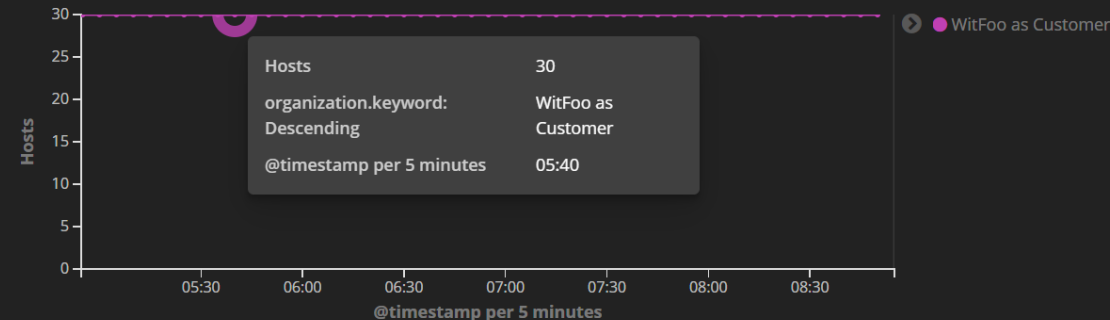 30
25
20
15
10
5
0
Hosts
Hosts 30
organization.keyword: WitFoo as
Descending Customer
@timestamp per 5 minutes 05:40
WitFoo as Customer
05:30 06:00 06:30 07:00 07:30 08:00 08:30
@timestamp per 5 minutes